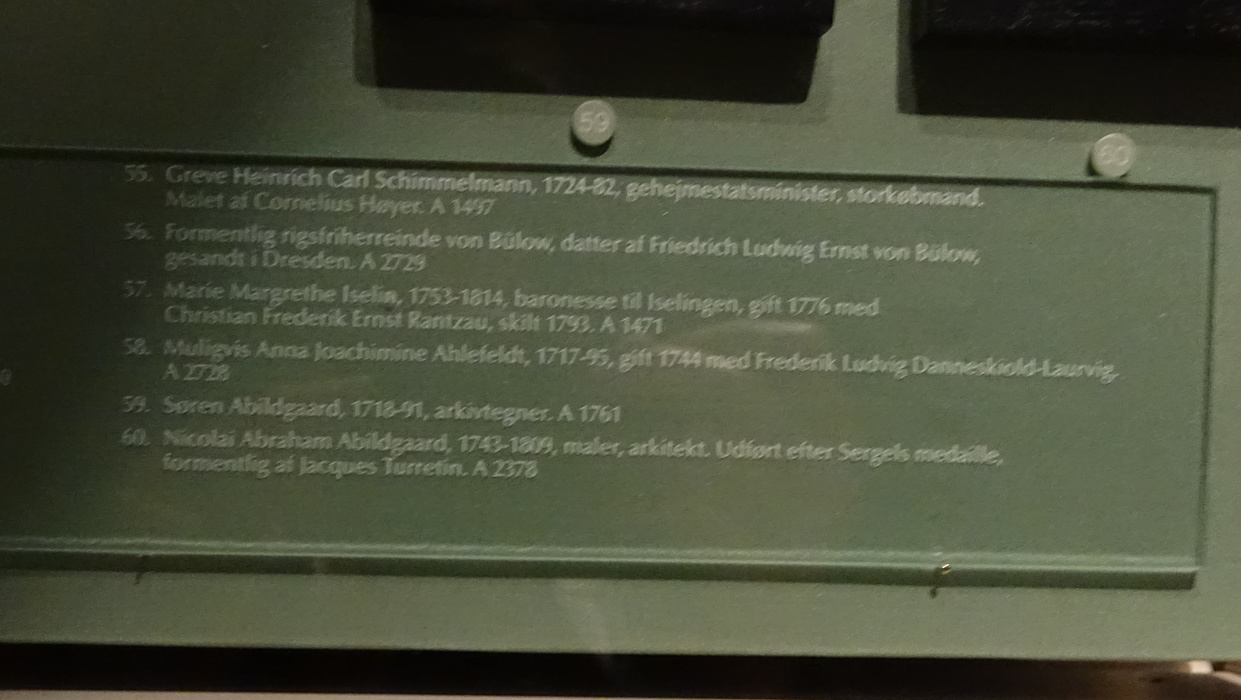 59
60
55. Greve Heinrich Carl Schimmelmann, 1724-82, gehejmestatsminister, storkøbmand.
Malet af Cornelius Høyer. A 1497
56. Formentlig rigsfriherreinde von Bülow, datter af Friedrich Ludwig Ernst von Bülow,
gesandt i Dresden. A 2729
57. Marie Margrethe Iselin, 1753-1814, baronesse til Iselingen, gift 1776 med
Christian Frederik Ernst Rantzau, skilt 1793. A 1471
58. Muligvis Anna Joachimine Ahlefeldt, 1717-95, gift 1744 med Frederik Ludvig Danneskiold-Laurvig.
A 2728
59. Søren Abildgaard, 1718-91, arkivtegner. A 1761
60. Nicolai Abraham Abildgaard, 1743-1809, maler, arkitekt. Udført efter Sergels medaille,
formentlig af Jacques Turretin. A 2378